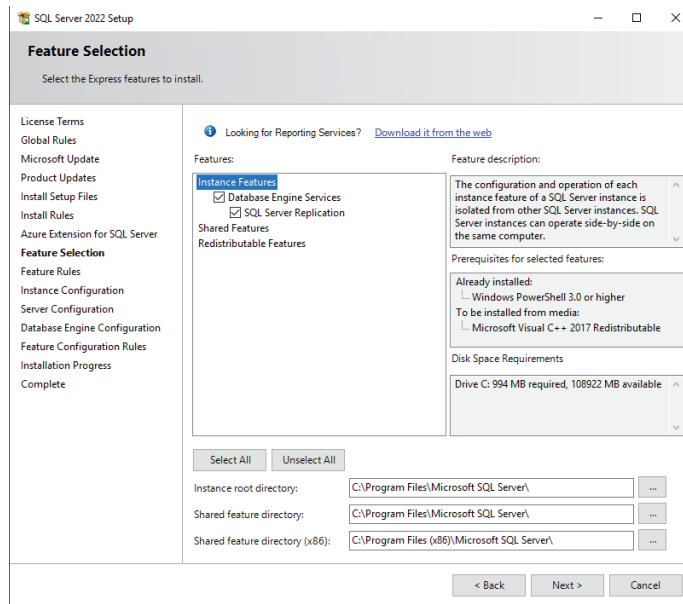 SQL Server 2022 Setup
Feature Selection
Select the Express features to install.
License Terms
Global Rules
Microsoft Update
Product Updates
Install Setup Files
Install Rules
Azure Extension for SQL Server
Feature Selection
Feature Rules
Instance Configuration
Server Configuration
Database Engine Configuration
Feature Configuration Rules
Installation Progress
Complete
Looking for Reporting Services? Download it from the web
Features:
Instance Features
Database Engine Services
SQL Server Replication
Shared Features
Redistributable Features
Feature description:
The configuration and operation of each
instance feature of a SQL Server instance is
isolated from other SQL Server instances. SQL
Server instances can operate side-by-side on
the same computer.
Prerequisites for selected features:
Already installed:
Windows PowerShell 3.0 or higher
To be installed from media:
Microsoft Visual C++ 2017 Redistributable
Disk Space Requirements
Drive C: 994 MB required, 108922 MB available
Select All
Unselect All
Instance root directory:
C:\Program Files\Microsoft SQL Server\
...
Shared feature directory:
C:\Program Files\Microsoft SQL Server\
...
Shared feature directory (x86):
C:\Program Files (x86)\Microsoft SQL Server\
...
< Back
Next >
Cancel